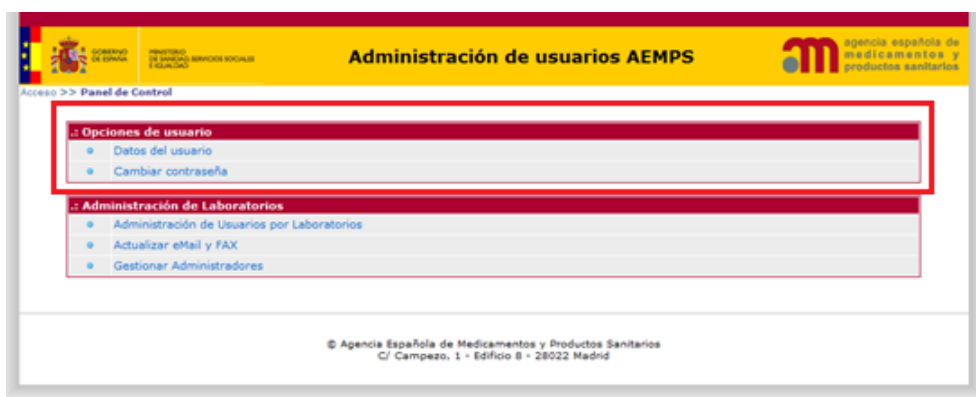 GOBIERNO
DE ESPAÑA
MINISTERIO
DE SANIDAD, SERVICIOS SOCIALES
E IGUALDAD
Administración de usuarios AEMPS
agencia española de
medicamentos y
productos sanitarios
Acceso >> Panel de Control
.: Opciones de usuario
Datos del usuario
Cambiar contraseña
.: Administración de Laboratorios
Administración de Usuarios por Laboratorios
Actualizar eMail y FAX
Gestionar Administradores
© Agencia Española de Medicamentos y Productos Sanitarios
C/ Campezo, 1 - Edificio 8 - 28022 Madrid